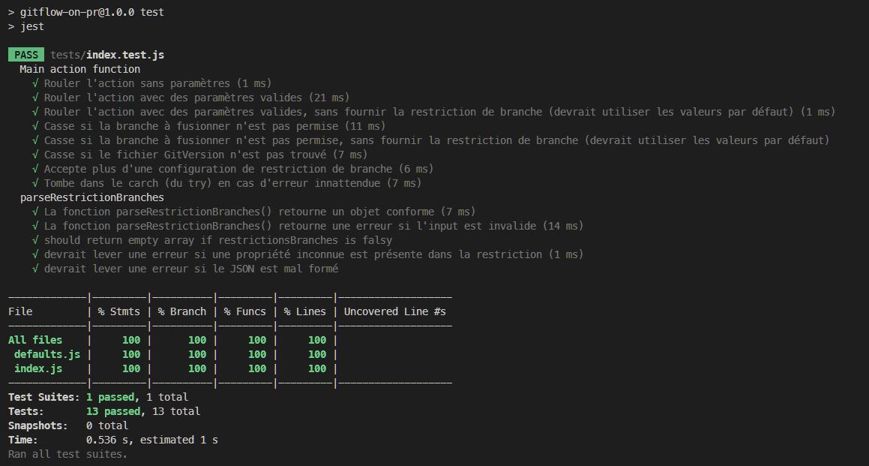 > gitflow-on-pr@1.0.0 test
> jest
PASS tests/index.test.js
Main action function
√ Rouler l'action sans paramètres (1 ms)
√ Rouler l'action avec des paramètres valides (21 ms)
√ Rouler l'action avec des paramètres valides, sans fournir la restriction de branche (devrait utiliser les valeurs par défaut) (1 ms)
√ Casse si la branche à fusionner n'est pas permise (11 ms)
√ Casse si la branche à fusionner n'est pas permise, sans fournir la restriction de branche (devrait utiliser les valeurs par défaut)
√ Casse si le fichier GitVersion n'est pas trouvé (7 ms)
√ Accepte plus d'une configuration de restriction de branche (6 ms)
√ Tombe dans le carch (du try) en cas d'erreur innattendue (7 ms)
parseRestrictionBranches
√ La fonction parseRestrictionBranches() retourne un objet conforme (7 ms)
√ La fonction parseRestrictionBranches() retourne une erreur si l'input est invalide (14 ms)
√ should return empty array if restrictionsBranches is falsy
√ devrait lever une erreur si une propriété inconnue est présente dans la restriction (1 ms)
√ devrait lever une erreur si le JSON est mal formé
-------------|---------|----------|---------|---------|-------------------
File         | % Stmts | % Branch | % Funcs | % Lines | Uncovered Line #s
-------------|---------|----------|---------|---------|-------------------
All files    |     100 |      100 |     100 |     100 |
 defaults.js |     100 |      100 |     100 |     100 |
 index.js    |     100 |      100 |     100 |     100 |
-------------|---------|----------|---------|---------|-------------------
Test Suites: 1 passed, 1 total
Tests:       13 passed, 13 total
Snapshots:   0 total
Time:        0.536 s, estimated 1 s
Ran all test suites.